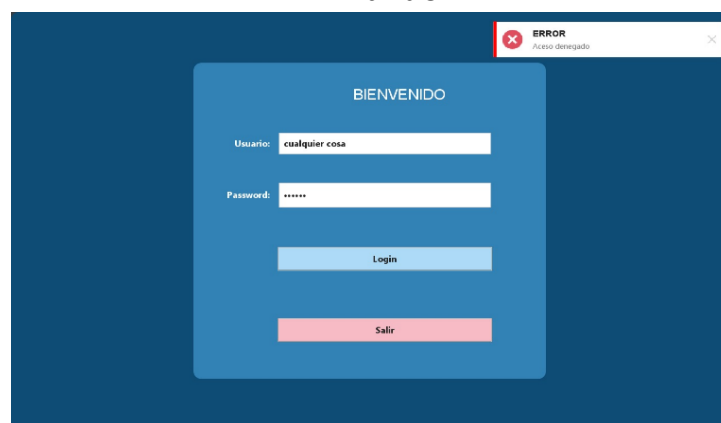 ERROR
Aceso denegado
BIENVENIDO
Usuario: cualquier cosa
Password: ••••••
Login
Salir